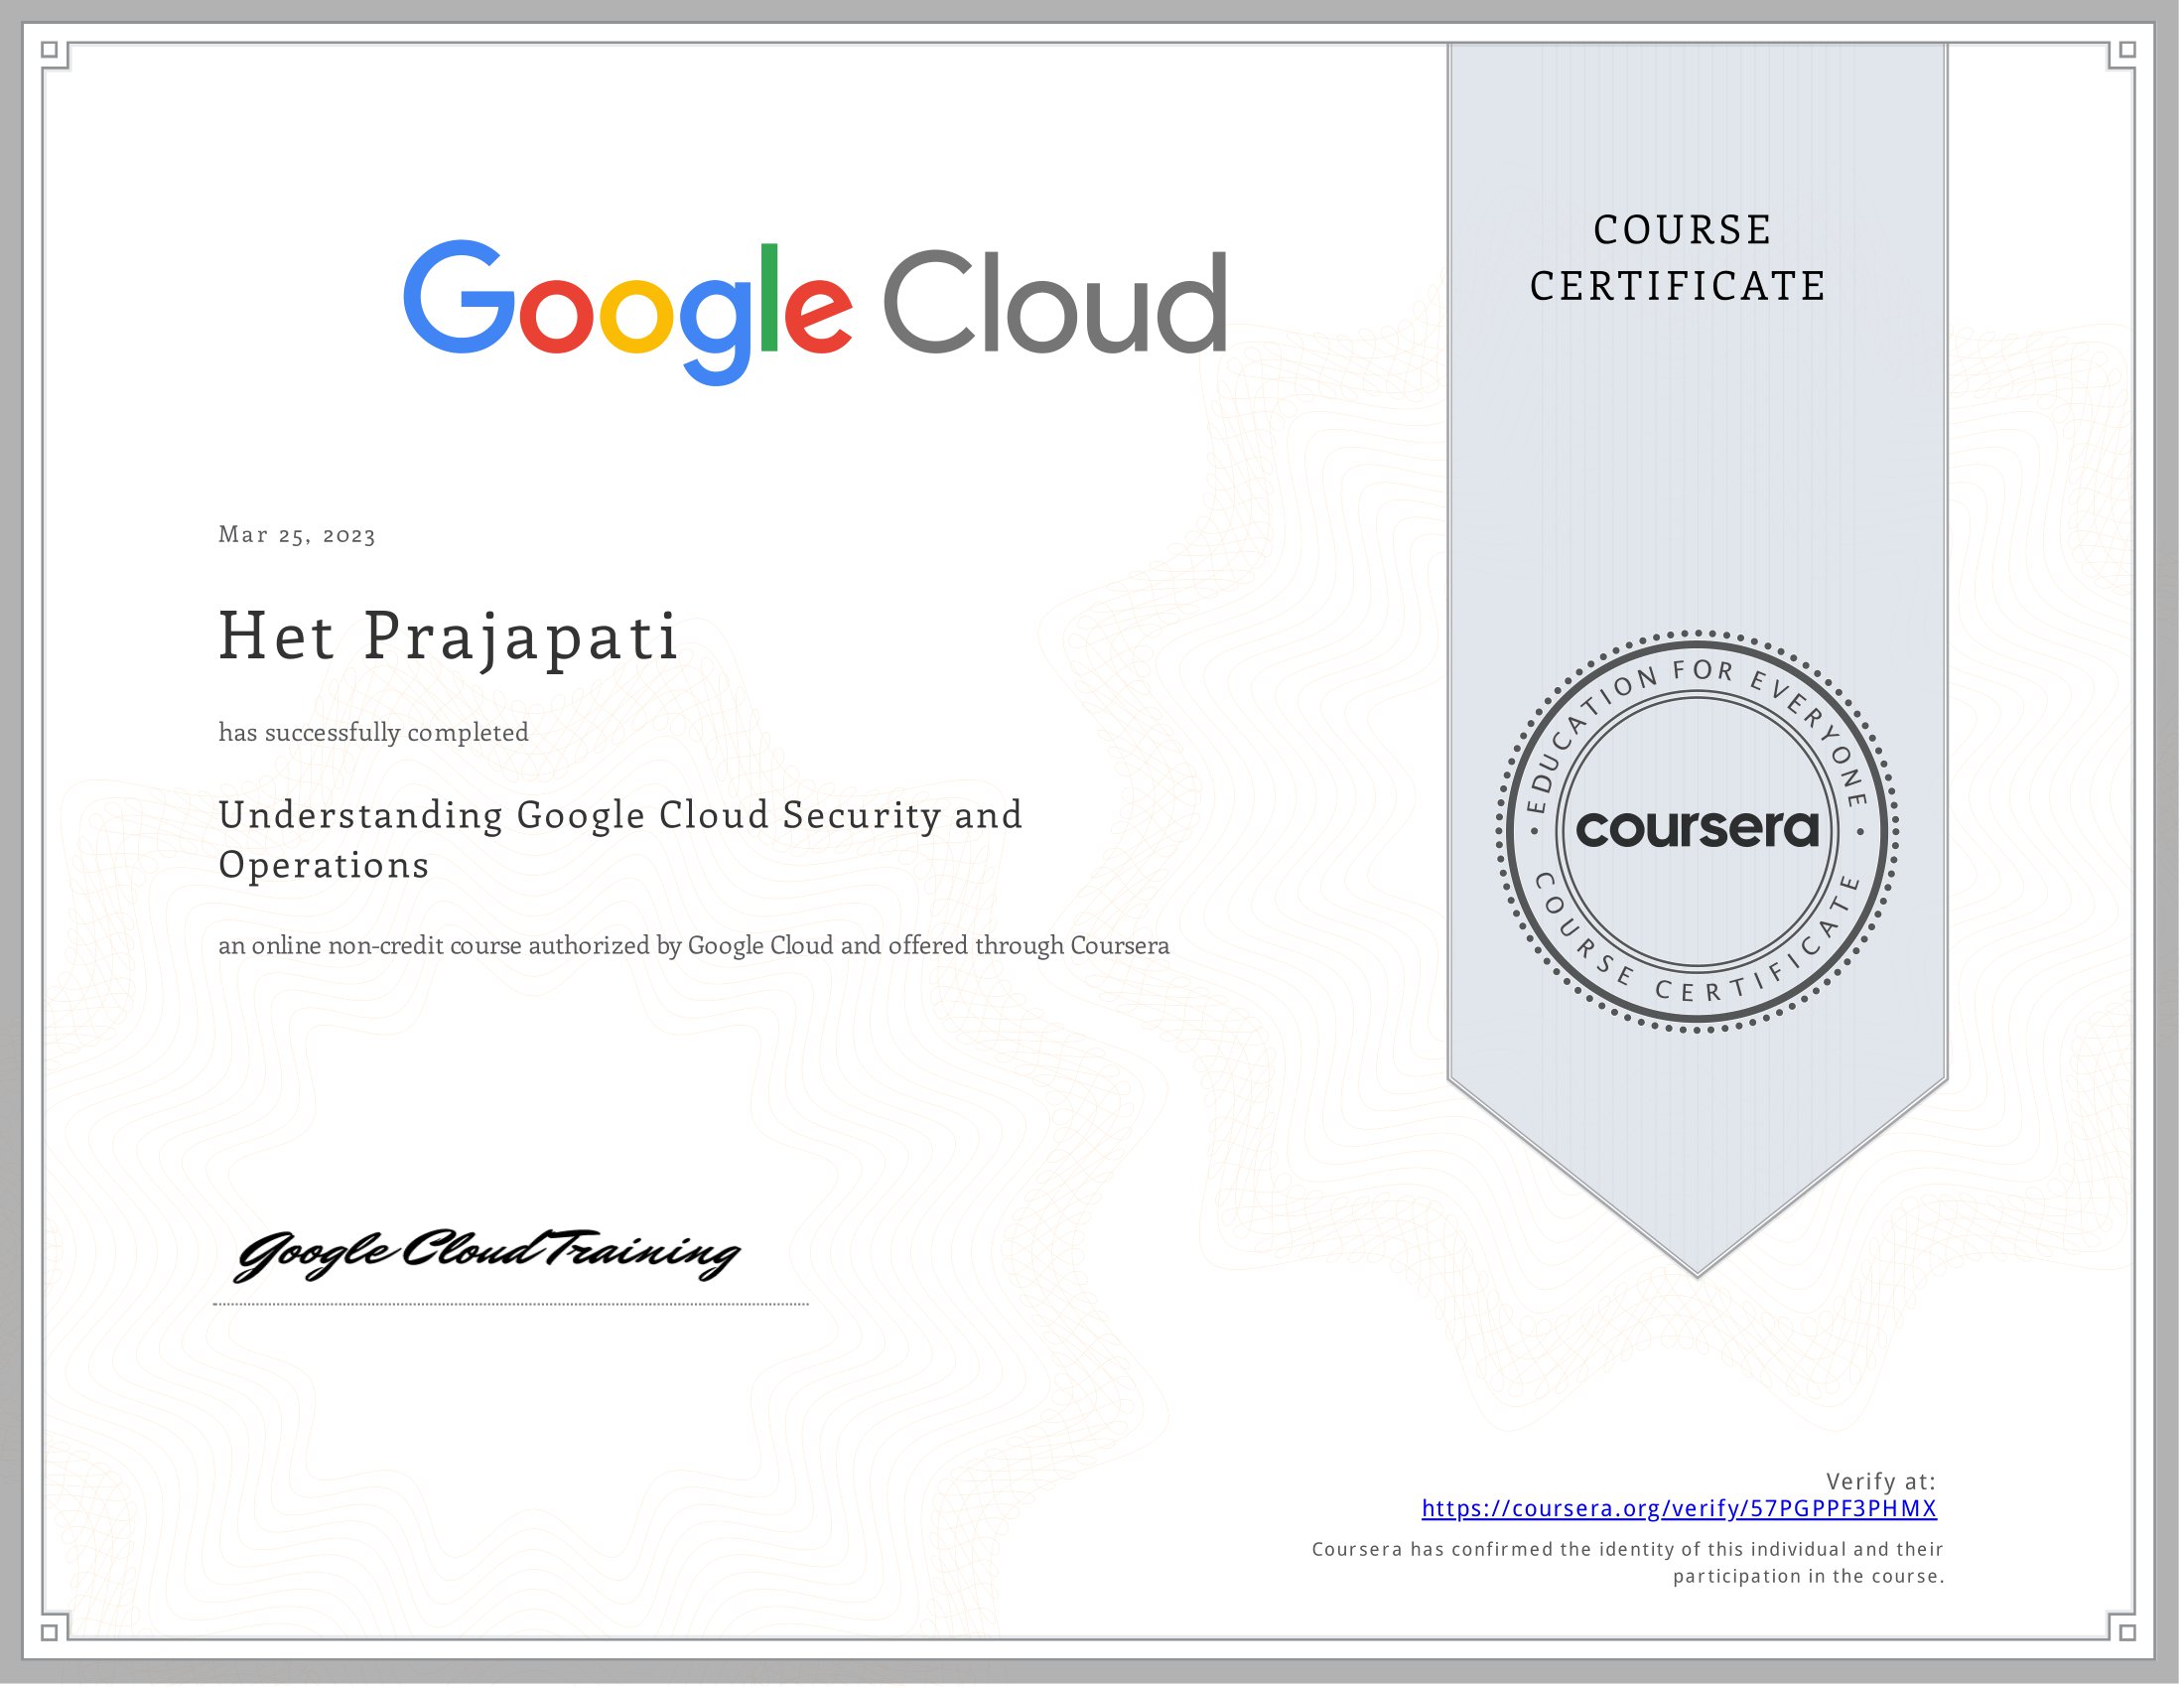 Google Cloud
COURSE
CERTIFICATE
Mar 25, 2023
Het Prajapati
has successfully completed
Understanding Google Cloud Security and
Operations
an online non-credit course authorized by Google Cloud and offered through Coursera
EDUCATION FOR EVERYONE
coursera
COURSE CERTIFICATE
Google Cloud Training
Verify at:
https://coursera.org/verify/57PGPPF3PHMX
Coursera has confirmed the identity of this individual and their
participation in the course.